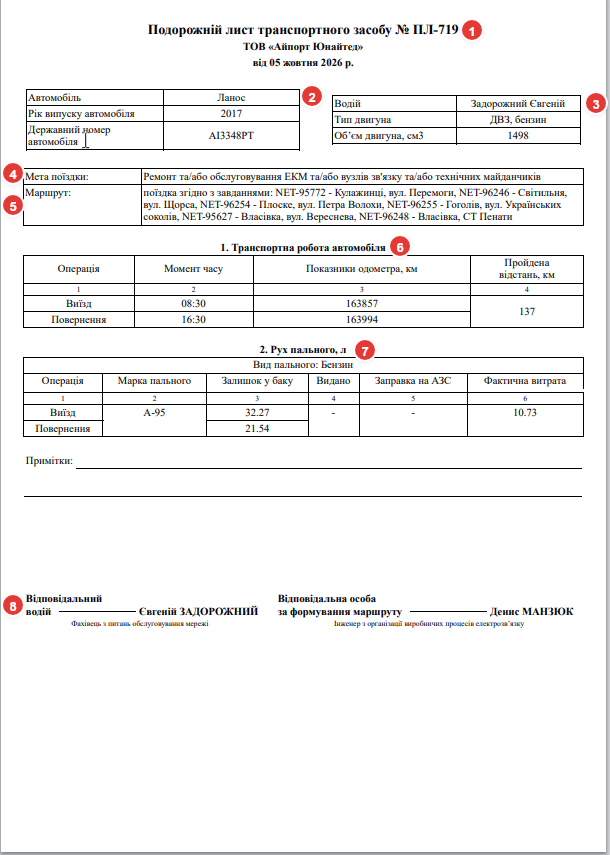 Подорожній лист транспортного засобу № ПЛ-719 1
ТОВ «Айпорт Юнайтед»
від 05 жовтня 2026 р.
2
Автомобіль Ланос
Рік випуску автомобіля 2017
Державний номер
автомобіля АІ3348РТ
3
Водій Задорожний Євгеній
Тип двигуна ДВЗ, бензин
Об’єм двигуна, см3 1498
4 Мета поїздки: Ремонт та/або обслуговування ЕКМ та/або вузлів зв'язку та/або технічних майданчиків
5 Маршрут: поїздка згідно з завданнями: NET-95772 - Кулажинці, вул. Перемоги, NET-96246 - Світильня,
вул. Щорса, NET-96254 - Плоске, вул. Петра Волохи, NET-96255 - Гоголів, вул. Українських
соколів, NET-95627 - Власівка, вул. Вереснева, NET-96248 - Власівка, СТ Пенати
1. Транспортна робота автомобіля 6
Операція Момент часу Показники одометра, км Пройдена
відстань, км
1 2 3 4
Виїзд 08:30 163857 137
Повернення 16:30 163994
2. Рух пального, л 7
Вид пального: Бензин
Операція Марка пального Залишок у баку Видано Заправка на АЗС Фактична витрата
1 2 3 4 5 6
Виїзд А-95 32.27 - - 10.73
Повернення 21.54
Примітки:
8 Відповідальний
водій Євгеній ЗАДОРОЖНИЙ
Фахівець з питань обслуговування мережі
Відповідальна особа
за формування маршруту Денис МАНЗЮК
Інженер з організації виробничих процесів електрозв’язку